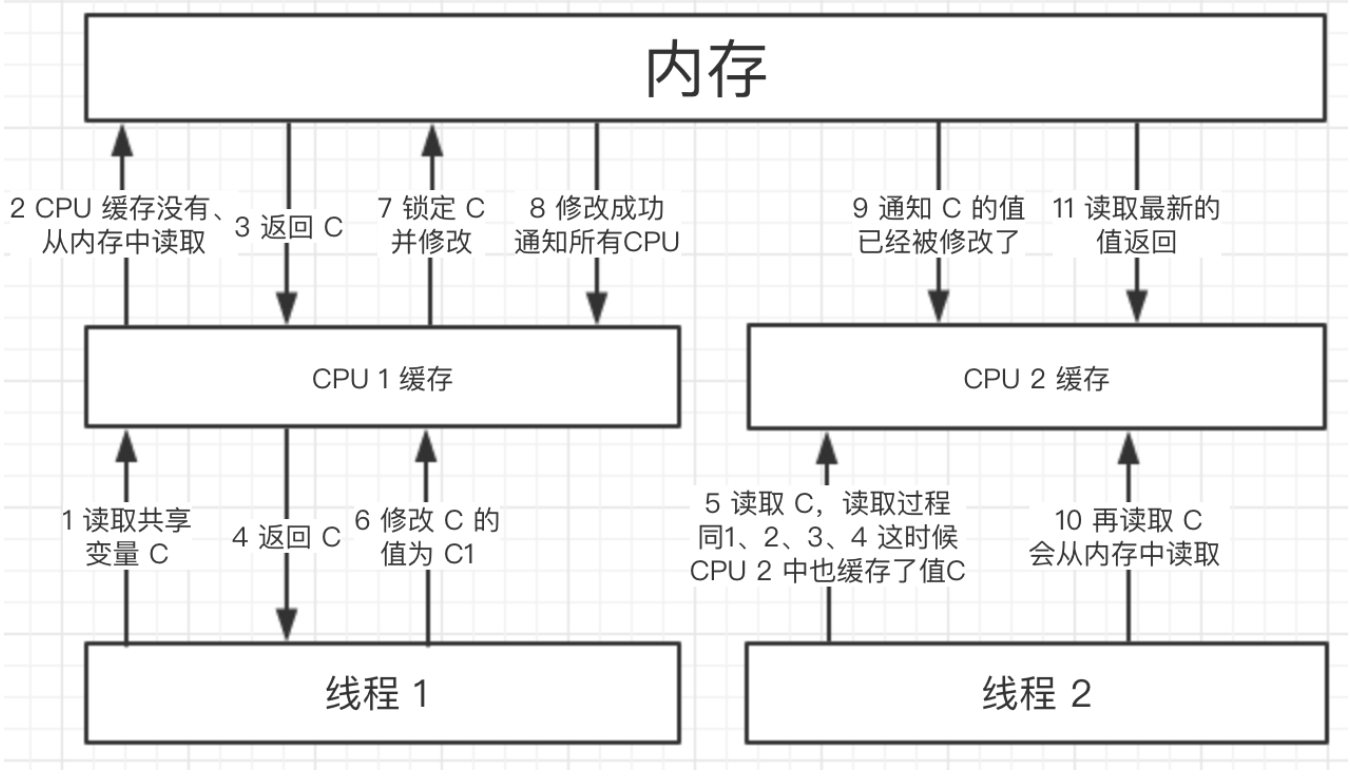 内存
2 CPU 缓存没有、
从内存中读取
3 返回 C
7 锁定 C
并修改
8 修改成功
通知所有CPU
9 通知 C 的值
已经被修改了
11 读取最新的
值返回
CPU 1 缓存
CPU 2 缓存
1 读取共享
变量 C
4 返回 C
6 修改 C 的
值为 C1
5 读取 C，读取过程
同1、2、3、4 这时候
CPU 2 中也缓存了值C
10 再读取 C
会从内存中读取
线程 1
线程 2